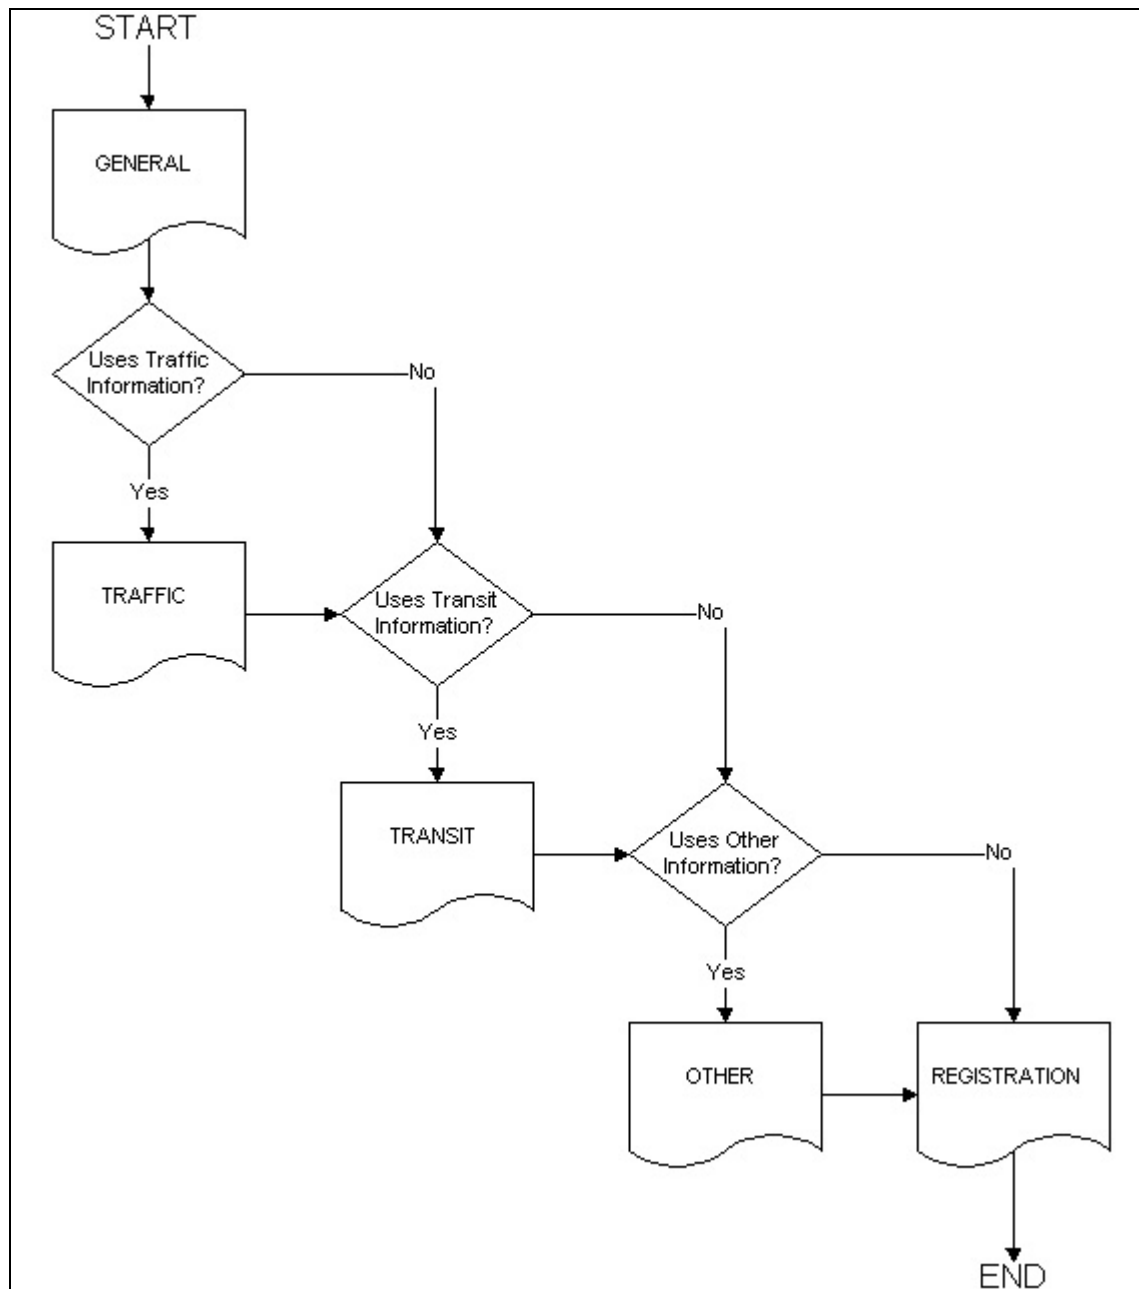 START
GENERAL
Uses Traffic
Information?
No
Yes
TRAFFIC
Uses Transit
Information?
No
Yes
TRANSIT
Uses Other
Information?
No
Yes
OTHER
REGISTRATION
END